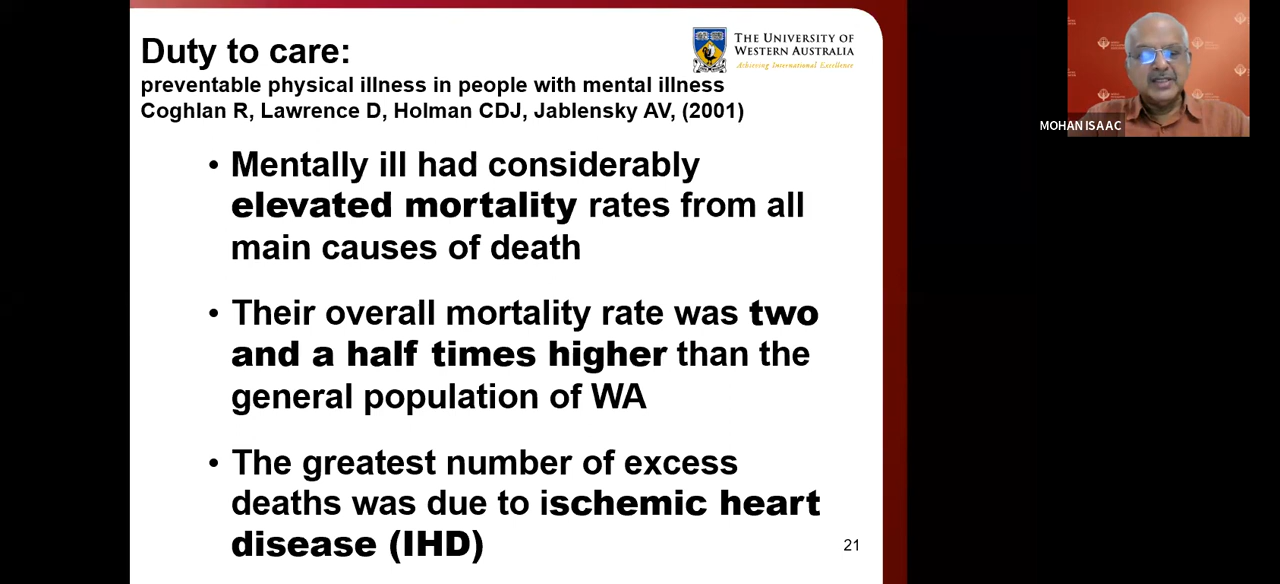 Duty to care:
preventable physical illness in people with mental illness
Coghlan R, Lawrence D, Holman CDJ, Jablensky AV, (2001)
THE UNIVERSITY OF
WESTERN AUSTRALIA
Achieving International Excellence
• Mentally ill had considerably
elevated mortality rates from all
main causes of death
• Their overall mortality rate was two
and a half times higher than the
general population of WA
• The greatest number of excess
deaths was due to ischemic heart
disease (IHD)
21
MOHAN ISAAC